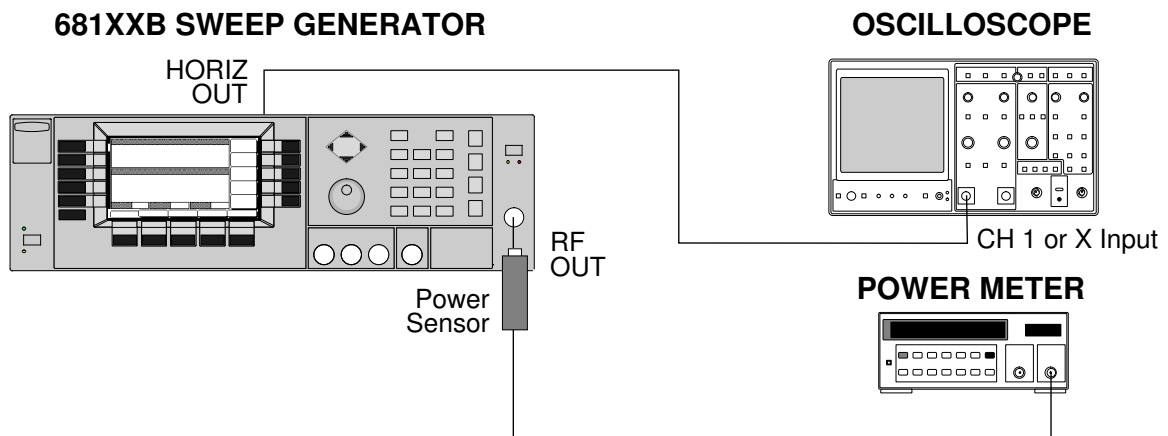 681XXB SWEEP GENERATOR
OSCILLOSCOPE
HORIZ
OUT
CH 1 or X Input
RF
OUT
POWER METER
Power
Sensor